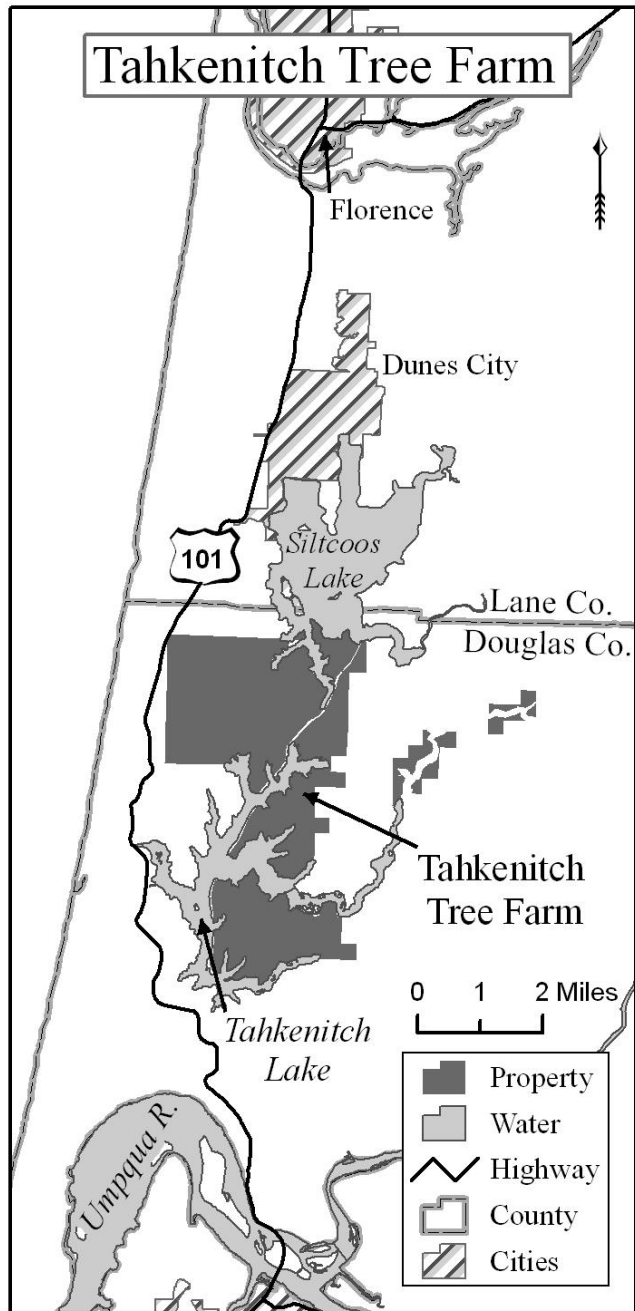 Tahkenitch Tree Farm
Florence
Dunes City
Siltcoos
Lake
101
Lane Co.
Douglas Co.
Tahkenitch
Tree Farm
0 1 2 Miles
Tahkenitch
Lake
Umpqua R.
Property
Water
Highway
County
Cities